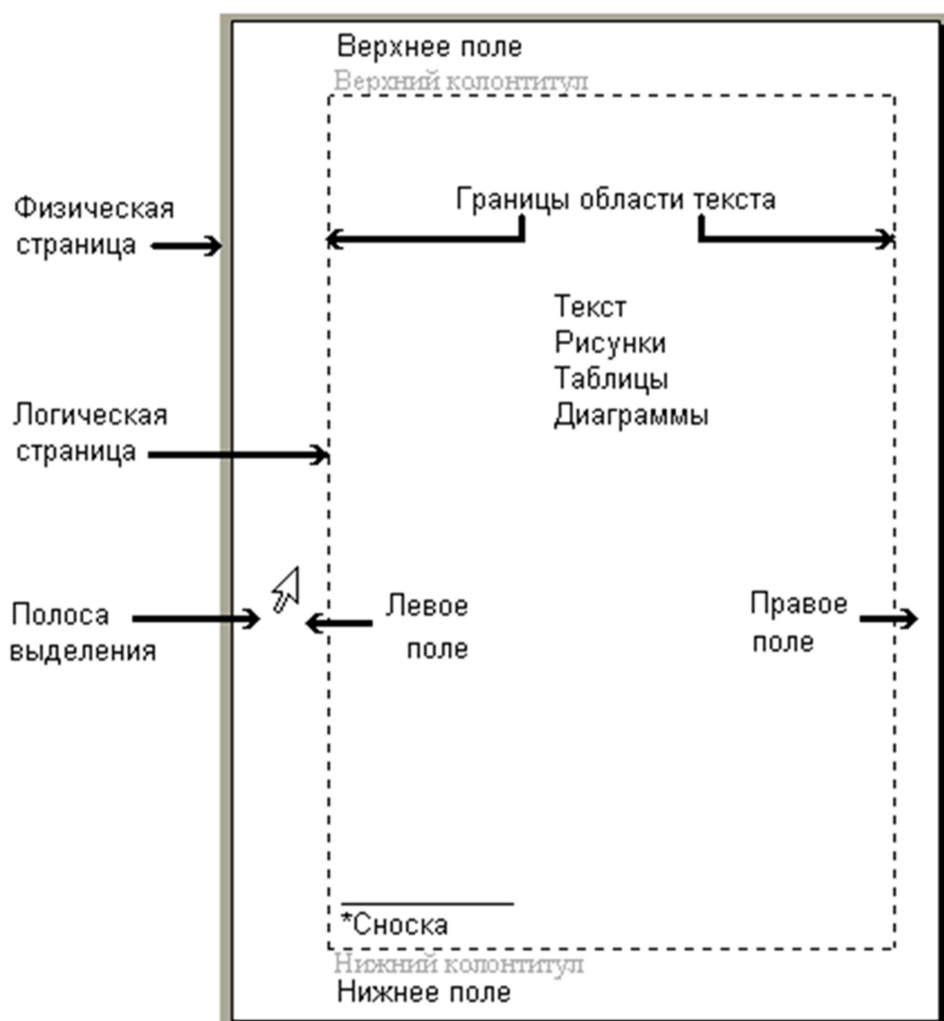 Верхнее поле
Верхний колонтитул
Границы области текста
Физическая
страница
Текст
Рисунки
Таблицы
Диаграммы
Логическая
страница
Полоса
выделения
Левое
поле
Правое
поле
*Сноска
Нижний колонтитул
Нижнее поле